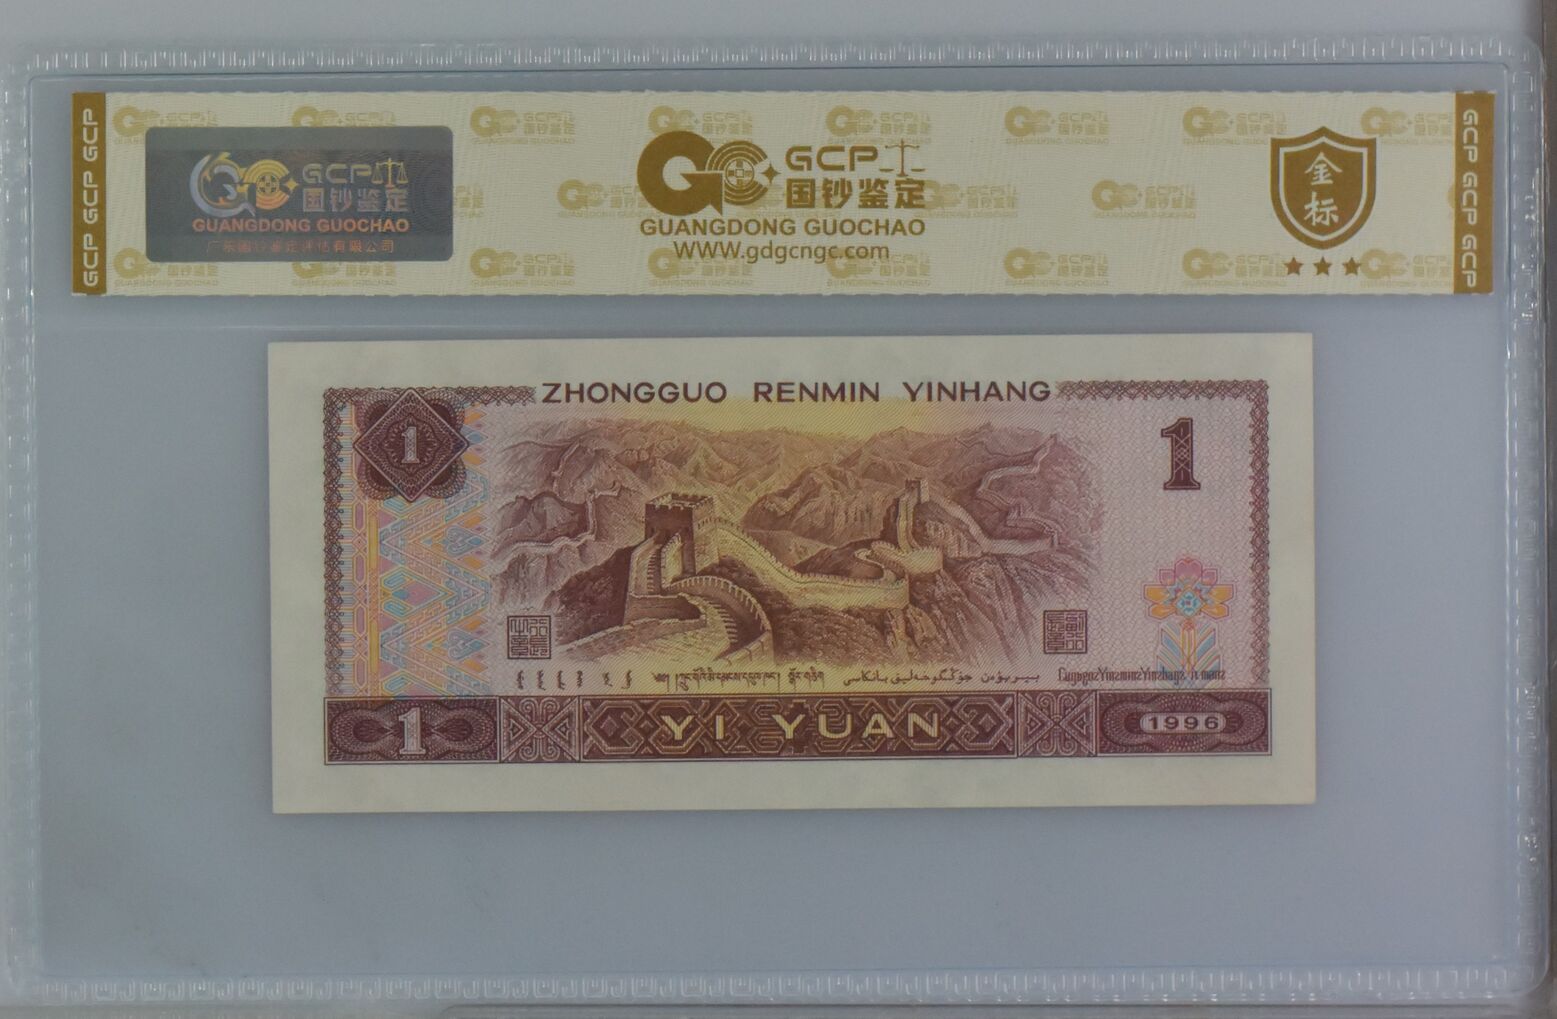 GCP GCP GCP
GCP
国钞鉴定
GUANGDONG GUOCHAO
广东国钞鉴定评估有限公司
GCP
国钞鉴定
GUANGDONG GUOCHAO
WWW.gdgcngc.com
金标
GCP GCP GCP
ZHONGGUO RENMIN YINHANG
1
1
YI YUAN
1
1996